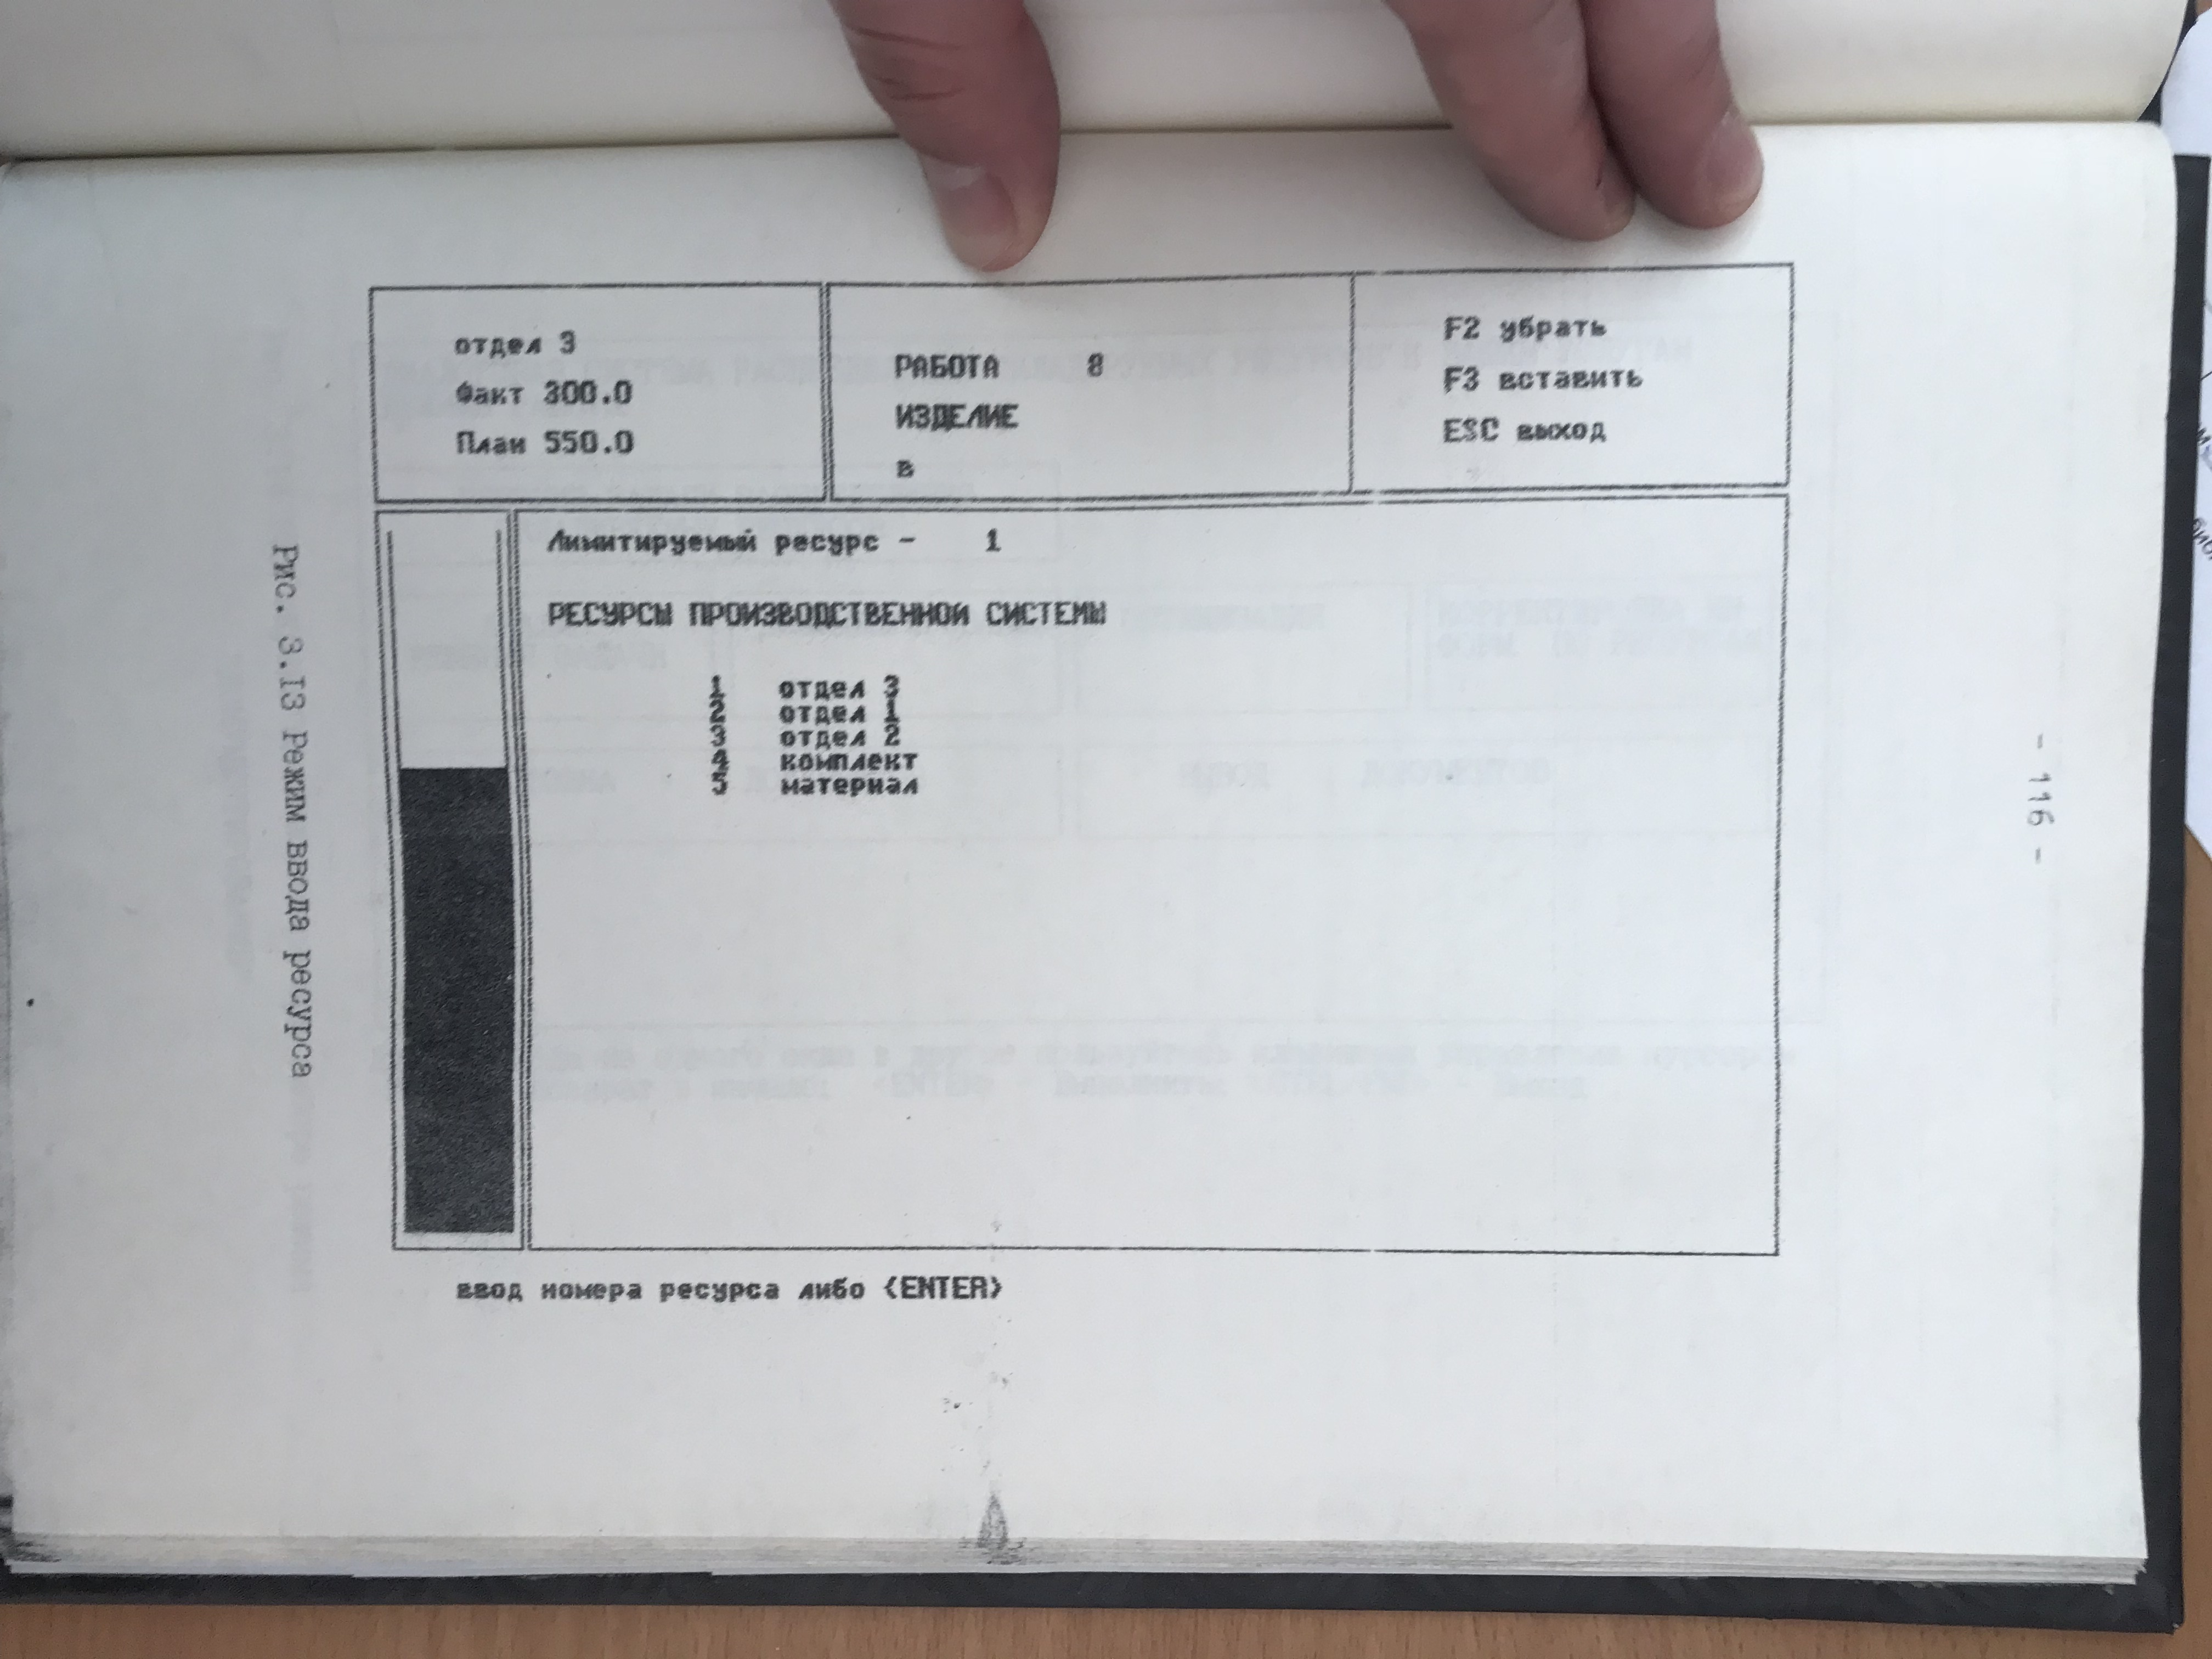 отдел 3
Факт 300.0
План 550.0
РАБОТА 8
ИЗДЕЛИЕ
в
F2 убрать
F3 вставить
ESC выход
Лимитируемый ресурс - 1
РЕСУРСЫ ПРОИЗВОДСТВЕННОЙ СИСТЕМЫ
1 отдел 3
2 отдел 1
3 отдел 2
4 комплект
5 материал
ввод номера ресурса либо <ENTER>
Рис. 3.13 Режим ввода ресурса
- 116 -